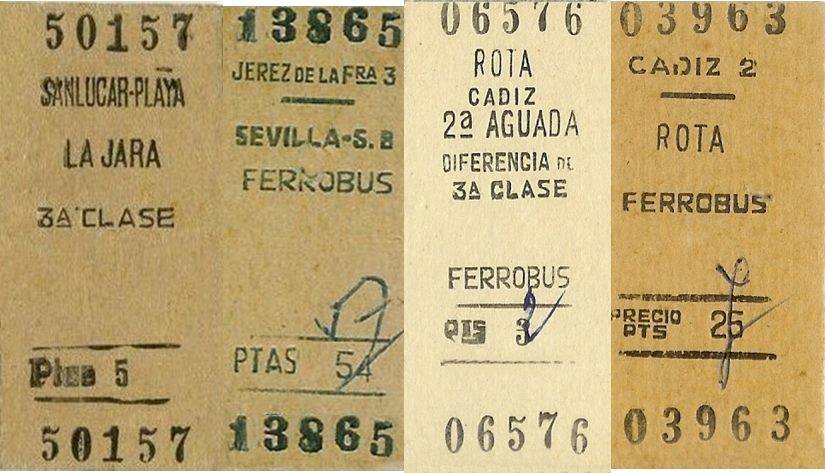 50157
SANLUCAR-PLAYA
LA JARA
3ª CLASE
Ptas 5
50157
13865
JEREZ DE LA FRA 3
SEVILLA-S.B
FERROBUS
PTAS 54
13865
06576
ROTA
CADIZ
2ª AGUADA
DIFERENCIA DE
3ª CLASE
FERROBUS
PTS 3
06576
03963
CADIZ 2
ROTA
FERROBUS
PRECIO
PTS 25
03963